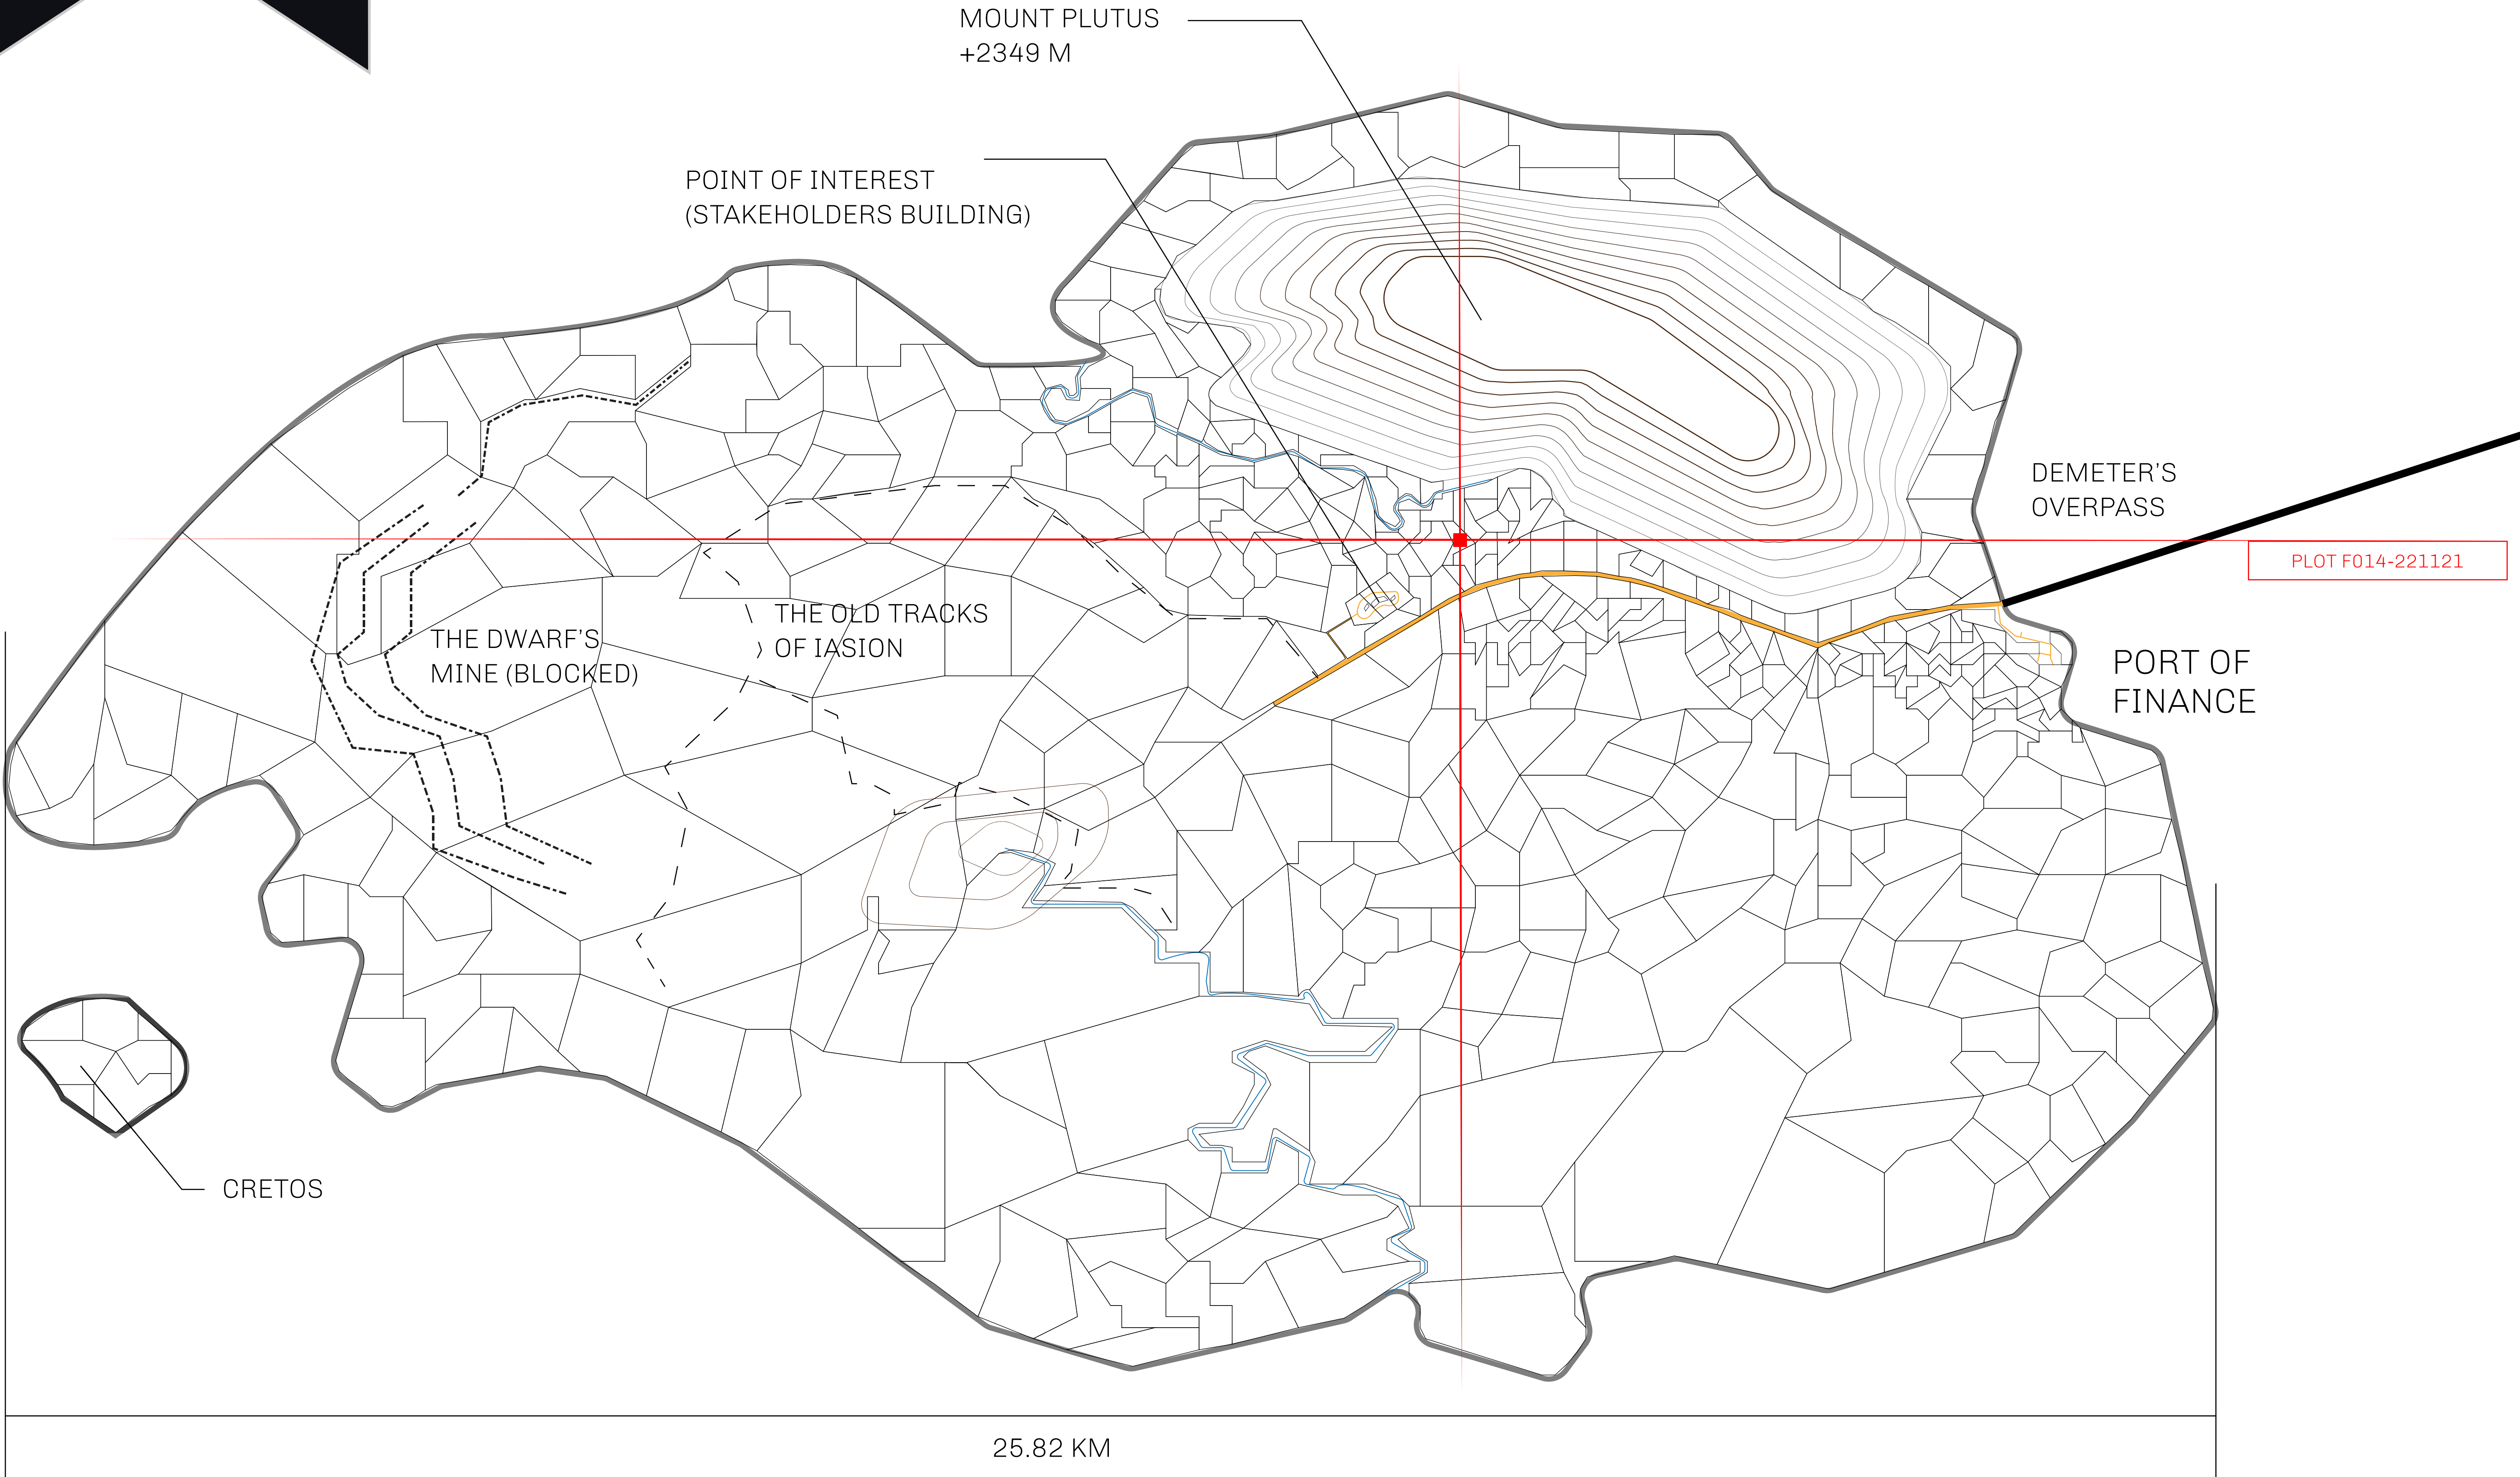 MOUNT PLUTUS
+2349 M
POINT OF INTEREST
(STAKEHOLDERS BUILDING)
DEMETER'S
OVERPASS
PLOT F014-221121
THE OLD TRACKS
OF IASION
THE DWARF'S
MINE (BLOCKED)
PORT OF
FINANCE
CRETOS
25.82 KM